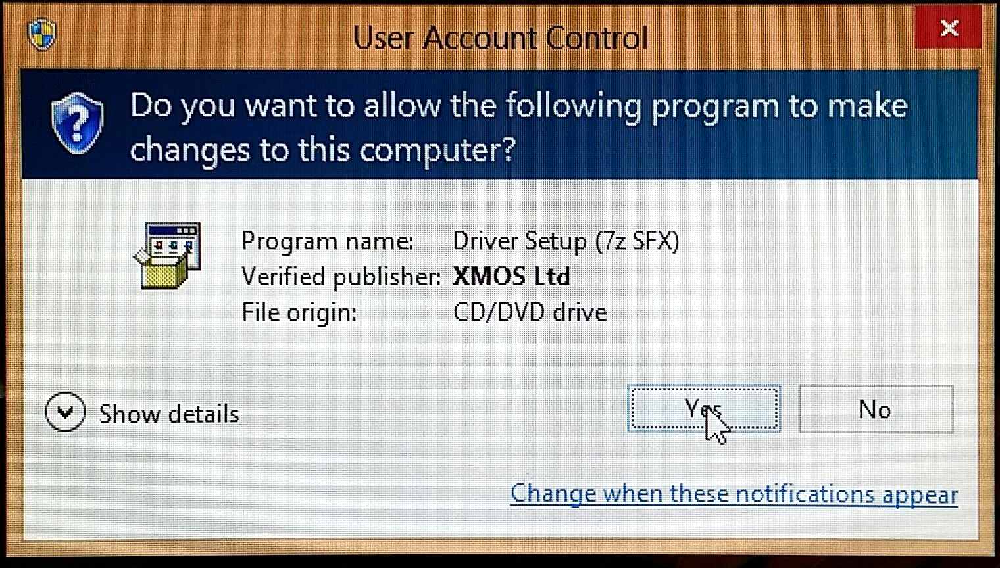 User Account Control
Do you want to allow the following program to make
changes to this computer?
Program name: Driver Setup (7z SFX)
Verified publisher: XMOS Ltd
File origin: CD/DVD drive
Show details
Yes
No
Change when these notifications appear